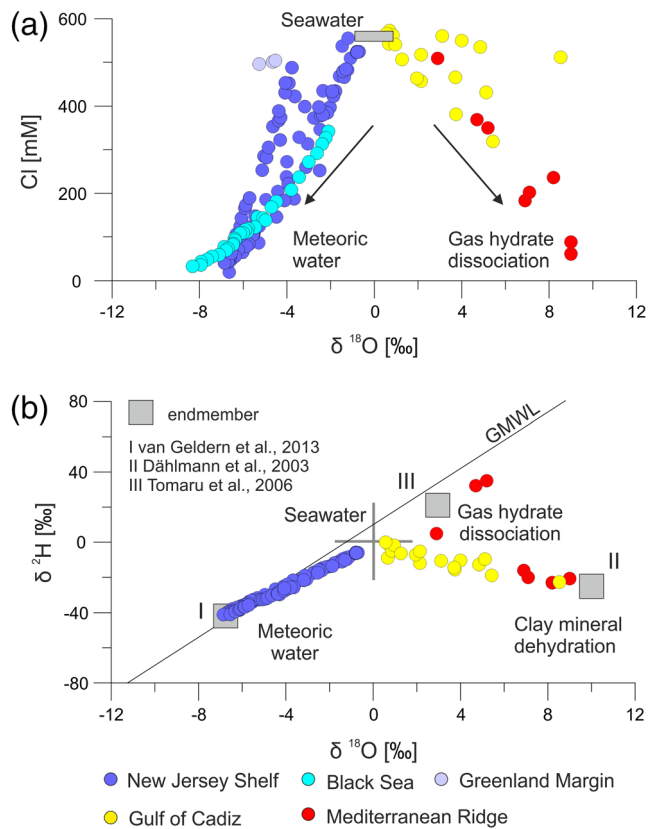 (a)
600
400
200
0
Cl [mM]
Seawater
Meteoric
water
Gas hydrate
dissociation
-12 -8 -4 0 4 8 12
δ 18O [‰]
(b)
80
40
0
-40
-80
δ 2H [‰]
endmember
I van Geldern et al., 2013
II Dählmann et al., 2003
III Tomaru et al., 2006
GMWL
III
Seawater
Gas hydrate
dissociation
II
I
Meteoric
water
Clay mineral
dehydration
-12 -8 -4 0 4 8 12
δ 18O [‰]
New Jersey Shelf Black Sea Greenland Margin
Gulf of Cadiz Mediterranean Ridge